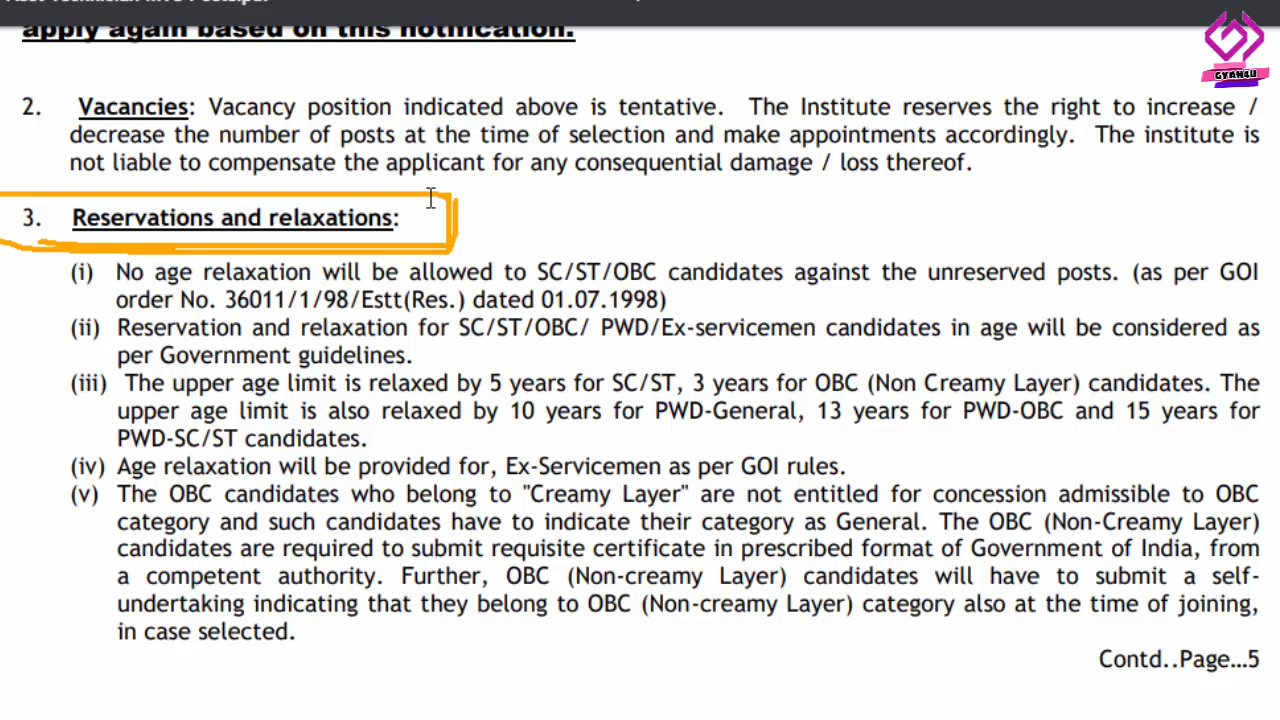 apply again based on this notification.
GYAN4U
2. Vacancies: Vacancy position indicated above is tentative. The Institute reserves the right to increase /
decrease the number of posts at the time of selection and make appointments accordingly. The institute is
not liable to compensate the applicant for any consequential damage / loss thereof.
3. Reservations and relaxations:
(i) No age relaxation will be allowed to SC/ST/OBC candidates against the unreserved posts. (as per GOI
order No. 36011/1/98/Estt(Res.) dated 01.07.1998)
(ii) Reservation and relaxation for SC/ST/OBC/ PWD/Ex-servicemen candidates in age will be considered as
per Government guidelines.
(iii) The upper age limit is relaxed by 5 years for SC/ST, 3 years for OBC (Non Creamy Layer) candidates. The
upper age limit is also relaxed by 10 years for PWD-General, 13 years for PWD-OBC and 15 years for
PWD-SC/ST candidates.
(iv) Age relaxation will be provided for, Ex-Servicemen as per GOI rules.
(v) The OBC candidates who belong to "Creamy Layer" are not entitled for concession admissible to OBC
category and such candidates have to indicate their category as General. The OBC (Non-Creamy Layer)
candidates are required to submit requisite certificate in prescribed format of Government of India, from
a competent authority. Further, OBC (Non-creamy Layer) candidates will have to submit a self-
undertaking indicating that they belong to OBC (Non-creamy Layer) category also at the time of joining,
in case selected.
Contd..Page...5